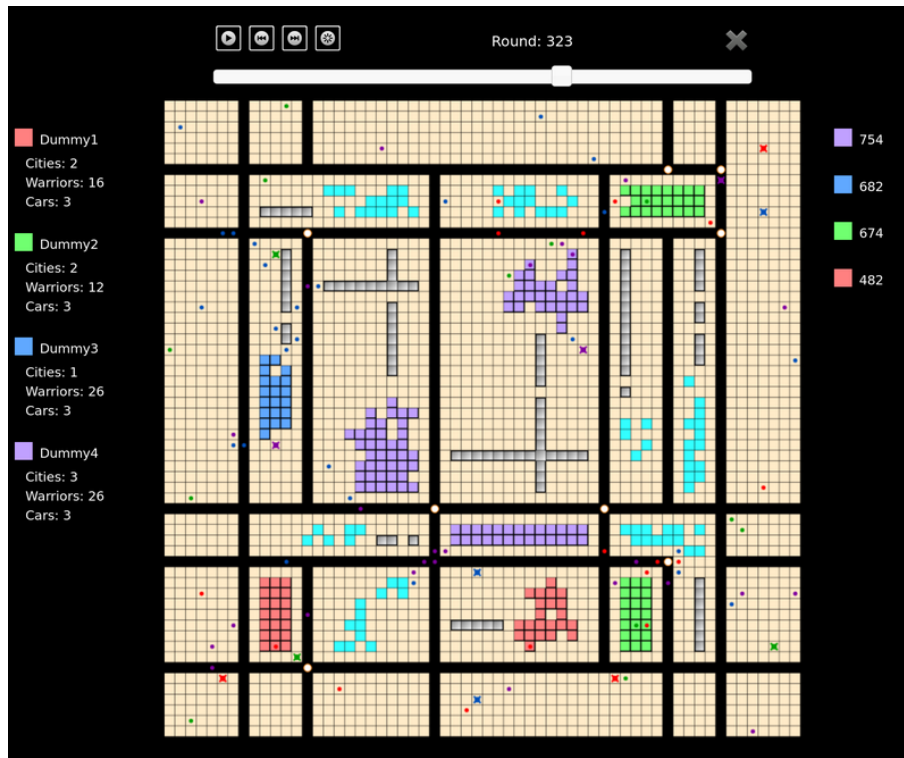 Round: 323
Dummy1
Cities: 2
Warriors: 16
Cars: 3
Dummy2
Cities: 2
Warriors: 12
Cars: 3
Dummy3
Cities: 1
Warriors: 26
Cars: 3
Dummy4
Cities: 3
Warriors: 26
Cars: 3
754
682
674
482